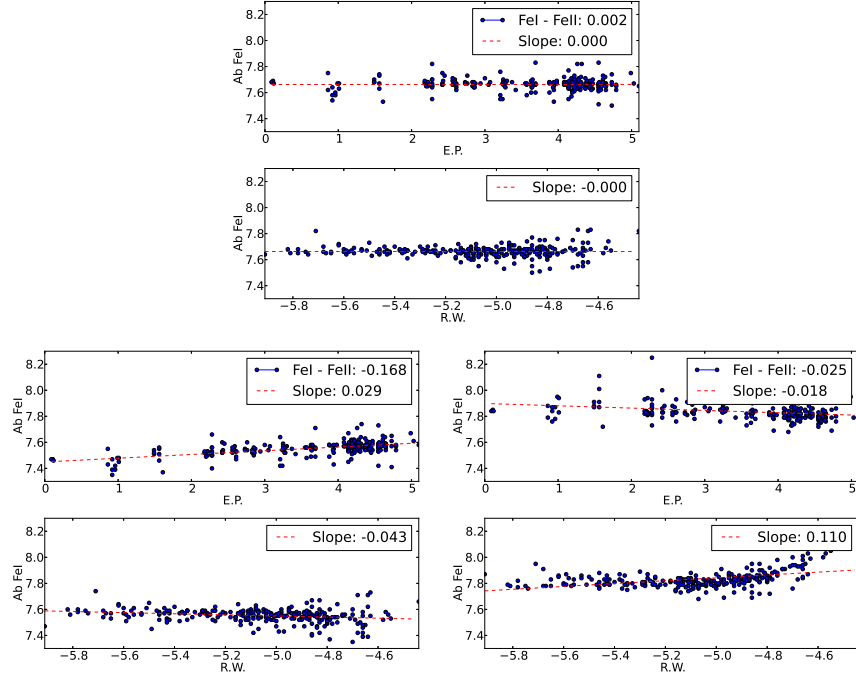 8.2
8.0
7.8
7.6
7.4
Ab FeI
FeI - FeII: 0.002
Slope: 0.000
0 1 2 3 4 5
E.P.
8.2
8.0
7.8
7.6
7.4
Ab FeI
Slope: -0.000
−5.8 −5.6 −5.4 −5.2 −5.0 −4.8 −4.6
R.W.
8.2
8.0
7.8
7.6
7.4
Ab FeI
FeI - FeII: -0.168
Slope: 0.029
0 1 2 3 4 5
E.P.
8.2
8.0
7.8
7.6
7.4
Ab FeI
Slope: -0.043
−5.8 −5.6 −5.4 −5.2 −5.0 −4.8 −4.6
R.W.
8.2
8.0
7.8
7.6
7.4
Ab FeI
FeI - FeII: -0.025
Slope: -0.018
0 1 2 3 4 5
E.P.
8.2
8.0
7.8
7.6
7.4
Ab FeI
Slope: 0.110
−5.8 −5.6 −5.4 −5.2 −5.0 −4.8 −4.6
R.W.